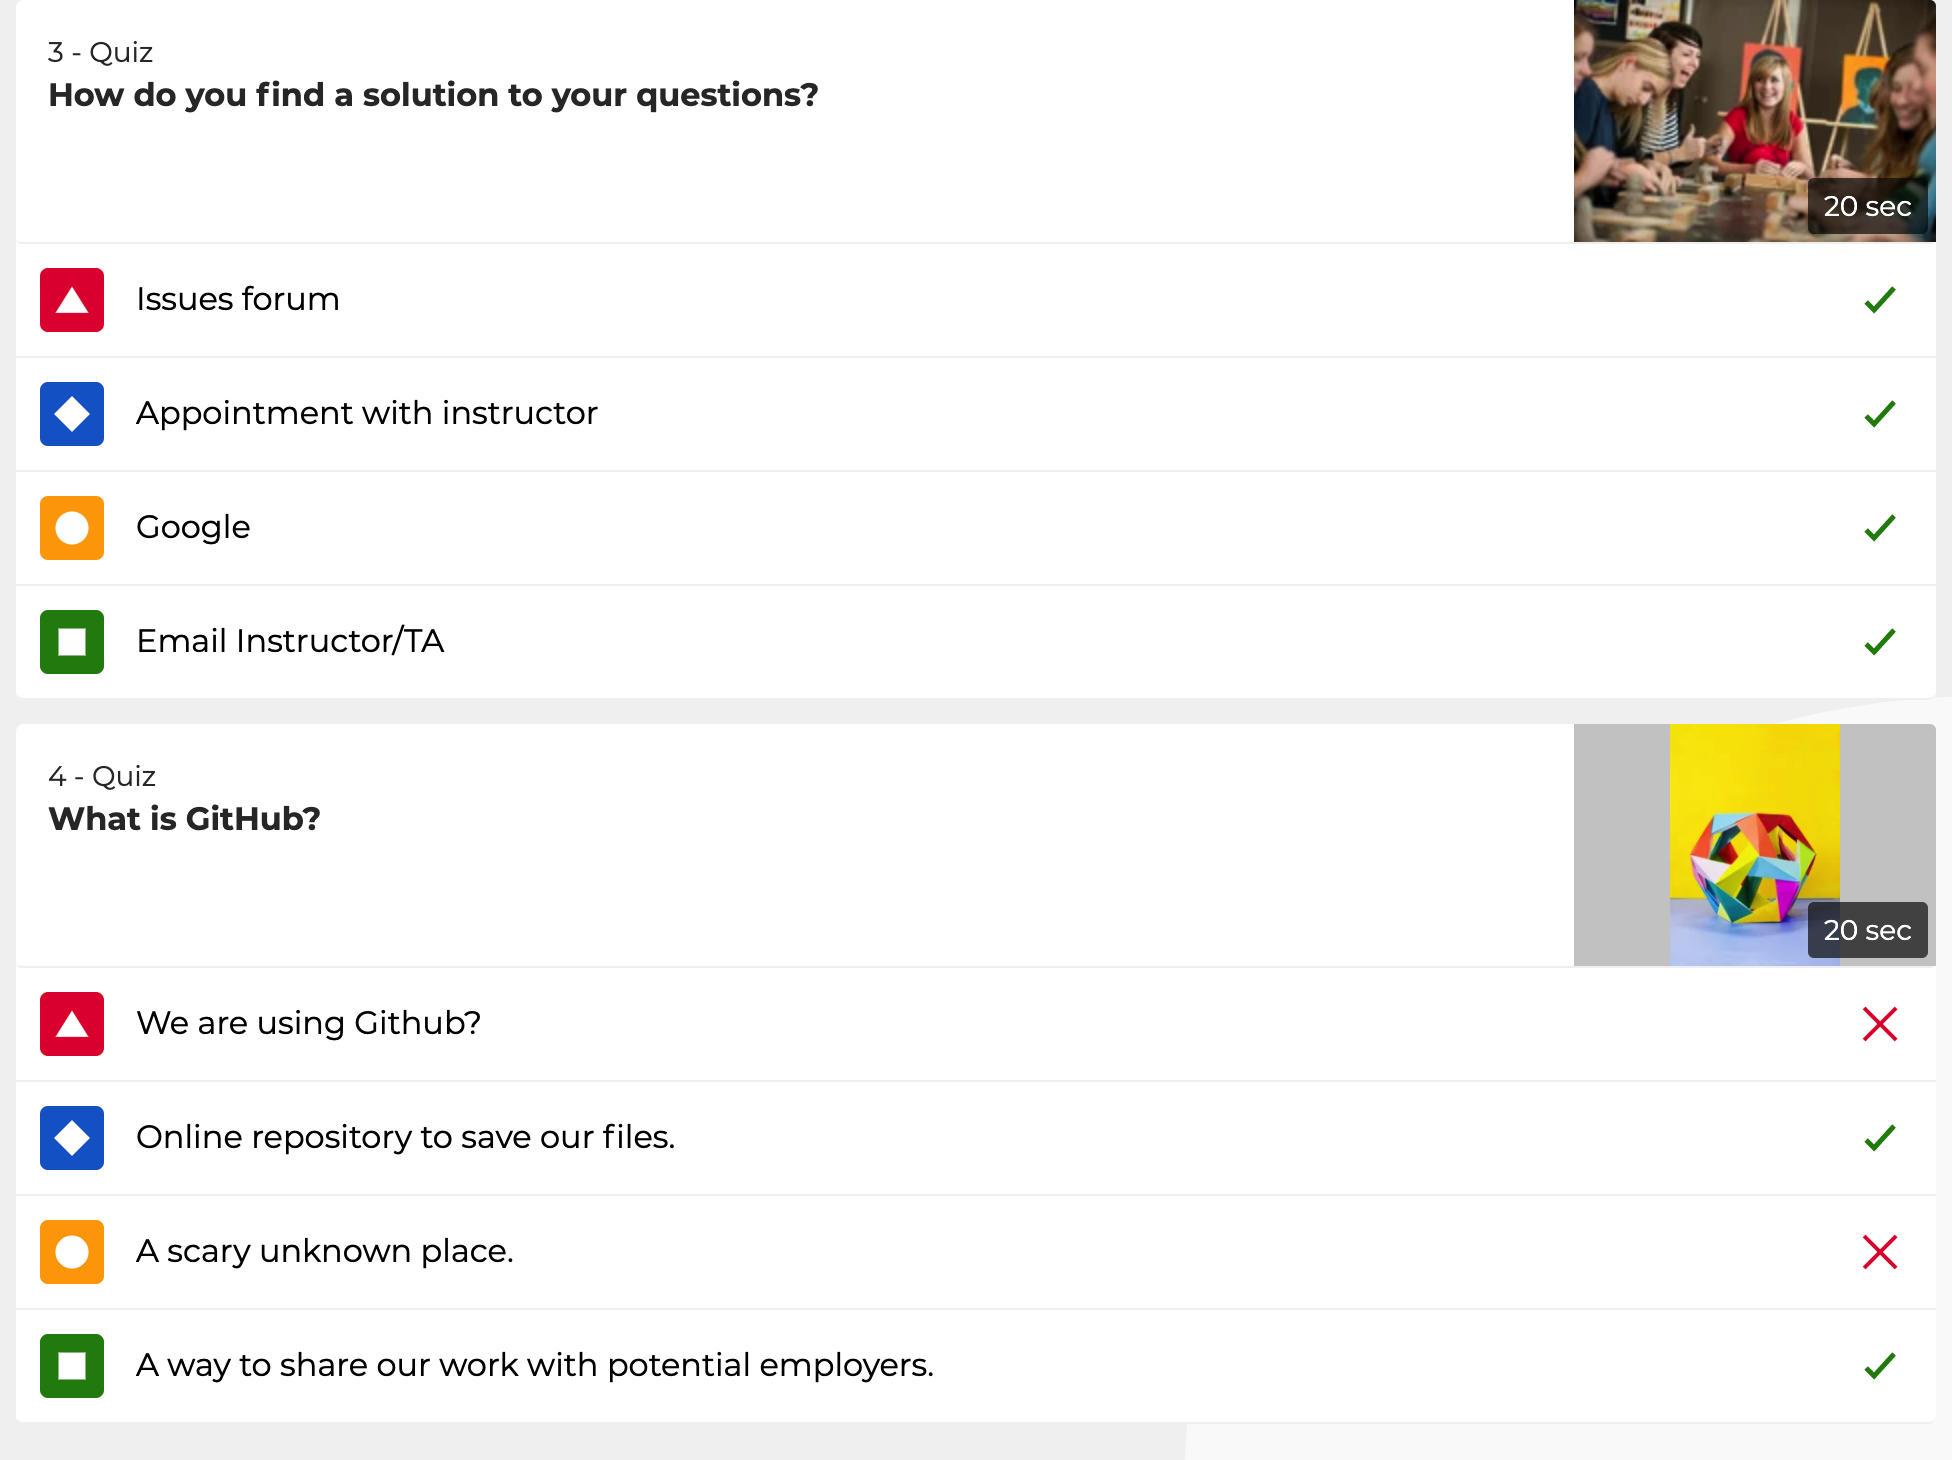 3 - Quiz
How do you find a solution to your questions?
20 sec
Issues forum
Appointment with instructor
Google
Email Instructor/TA
4 - Quiz
What is GitHub?
20 sec
We are using Github?
Online repository to save our files.
A scary unknown place.
A way to share our work with potential employers.